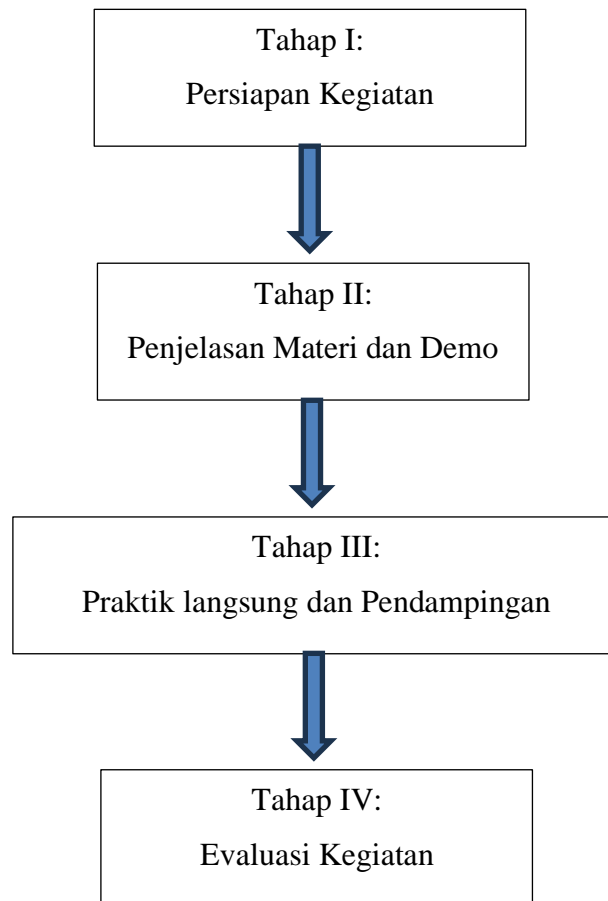 Tahap I:
Persiapan Kegiatan
Tahap II:
Penjelasan Materi dan Demo
Tahap III:
Praktik langsung dan Pendampingan
Tahap IV:
Evaluasi Kegiatan